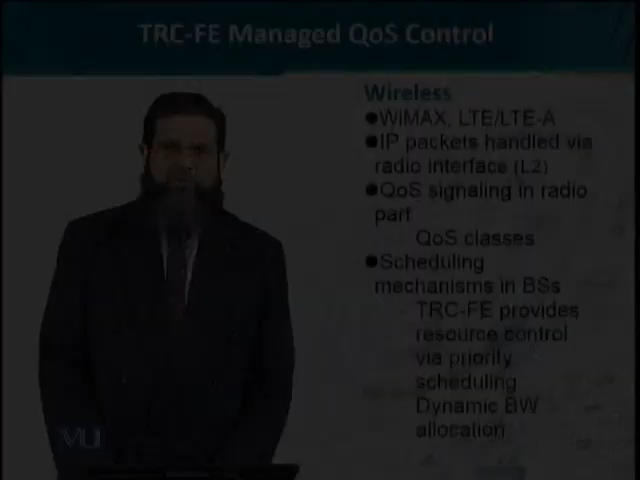 TRC-FE Managed QoS Control
Wireless
●WiMAX, LTE/LTE-A
●IP packets handled via
radio interface (L2)
●QoS signaling in radio
part
QoS classes
●Scheduling
mechanisms in BSs
TRC-FE provides
resource control
via priority
scheduling
Dynamic BW
allocation
VU